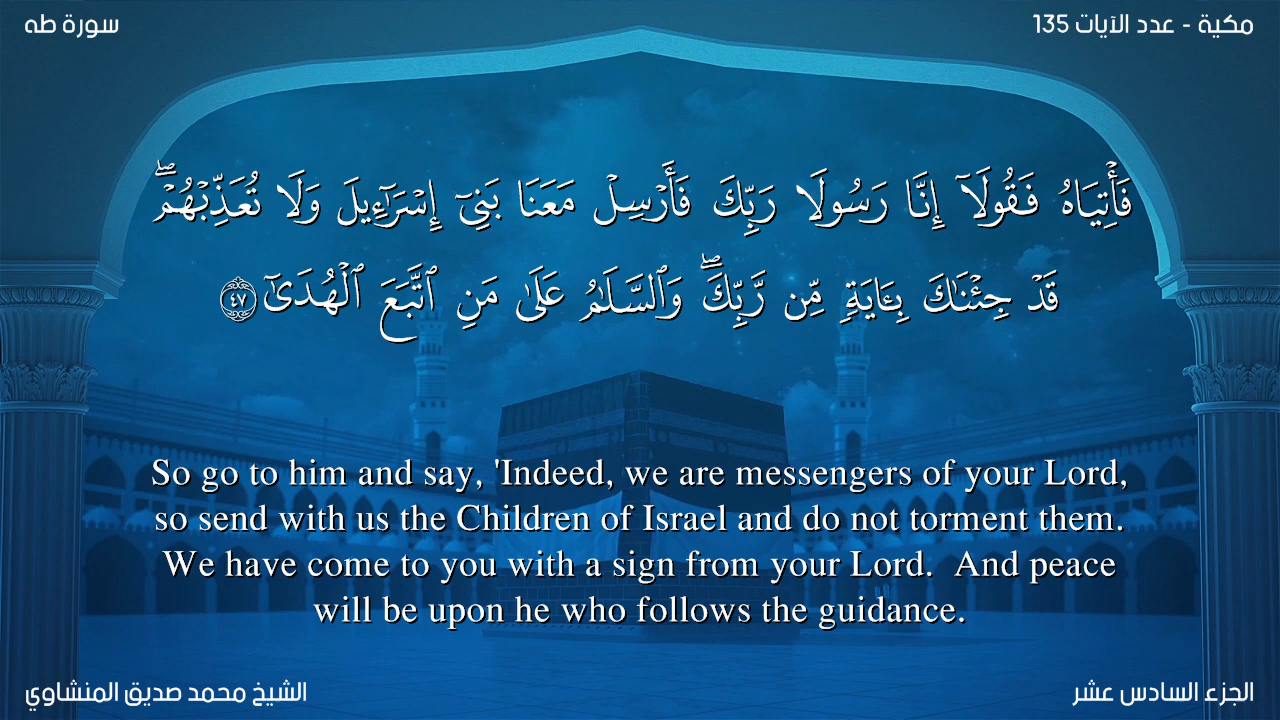 سورة طه
مكية - عدد الآيات 135
فَأْتِيَاهُ فَقُولَآ إِنَّا رَسُولَا رَبِّكَ فَأَرْسِلْ مَعَنَا بَنِىٓ إِسْرَٰٓءِيلَ وَلَا تُعَذِّبْهُمْ ۖ
قَدْ جِئْنَٰكَ بِـَٔايَةٍ مِّن رَّبِّكَ ۖ وَٱلسَّلَٰمُ عَلَىٰ مَنِ ٱتَّبَعَ ٱلْهُدَىٰٓ ٤٧
So go to him and say, 'Indeed, we are messengers of your Lord,
so send with us the Children of Israel and do not torment them.
We have come to you with a sign from your Lord.  And peace
will be upon he who follows the guidance.
الشيخ محمد صديق المنشاوي
الجزء السادس عشر